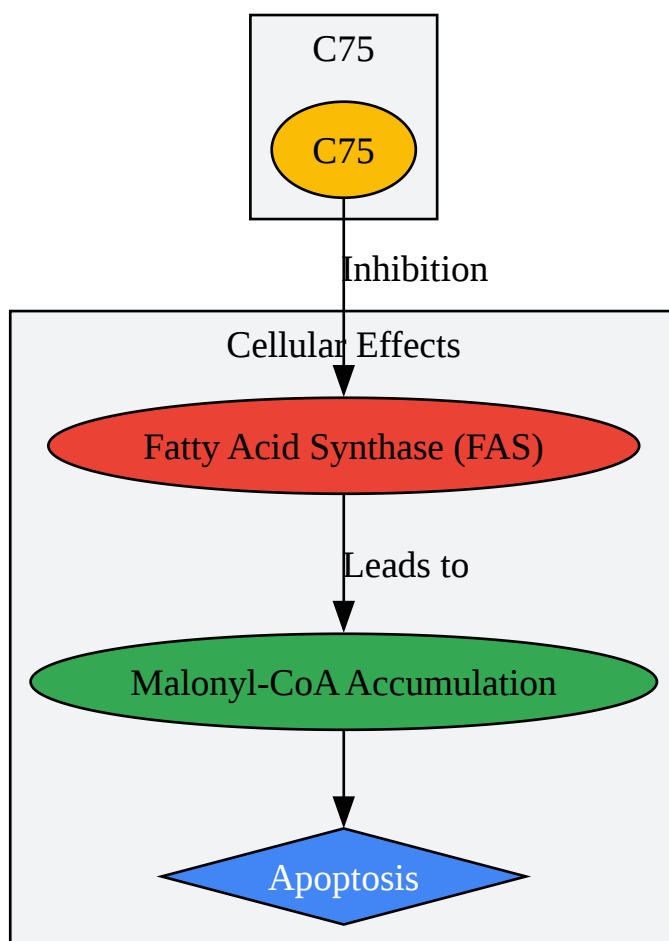 C75
C75
Inhibition
Cellular Effects
Fatty Acid Synthase (FAS)
Leads to
Malonyl-CoA Accumulation
Apoptosis